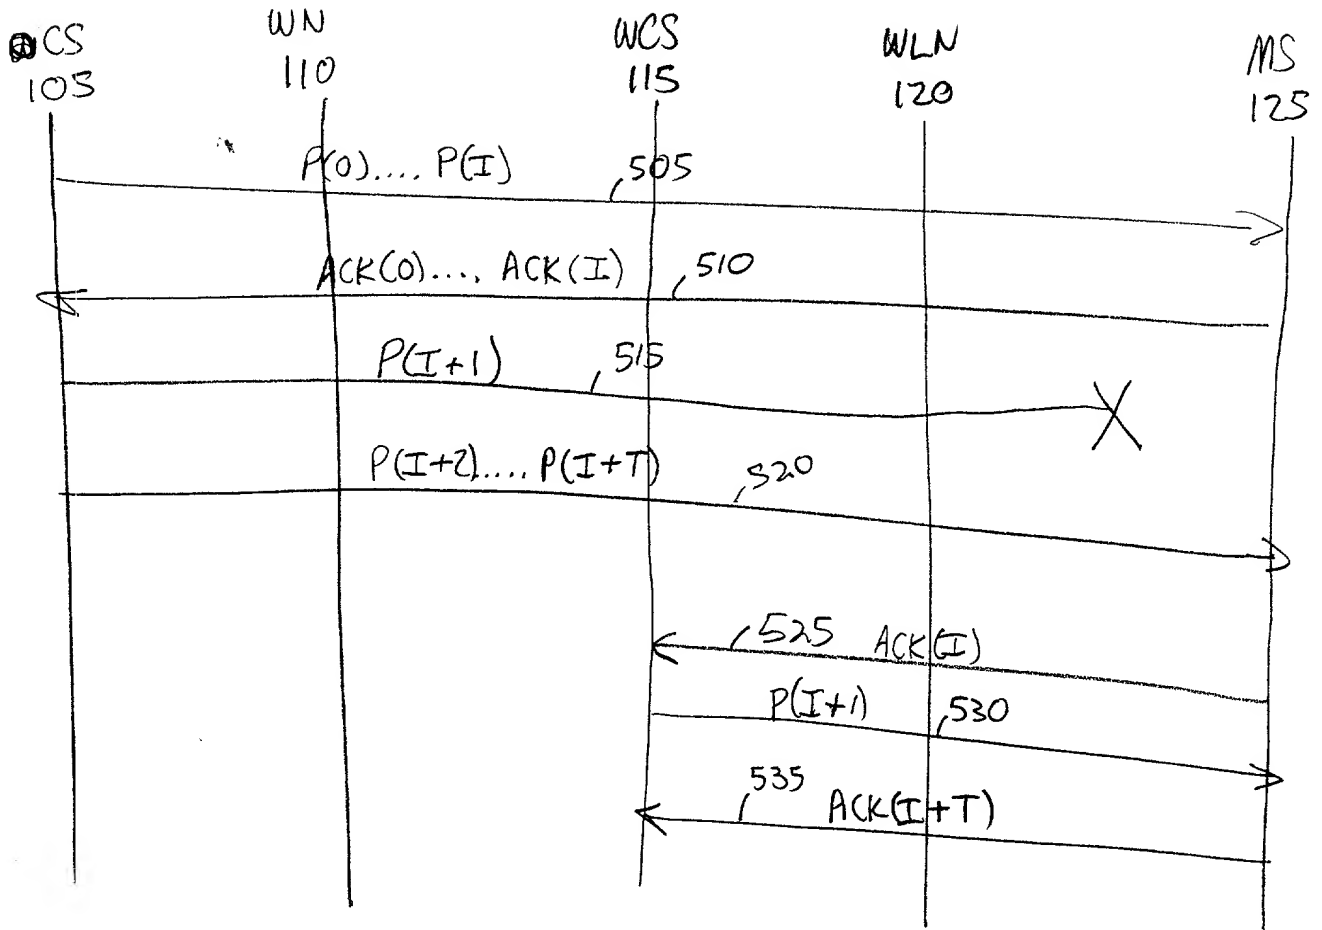 CS WN WCS WLN MS
105 110 115 120 125
P(0).... P(I) 505
ACK(0).... ACK(I) 510
P(I+1) 515
P(I+2)..... P(I+T) 520
525 ACK(I)
P(I+1) 530
535 ACK(I+T)